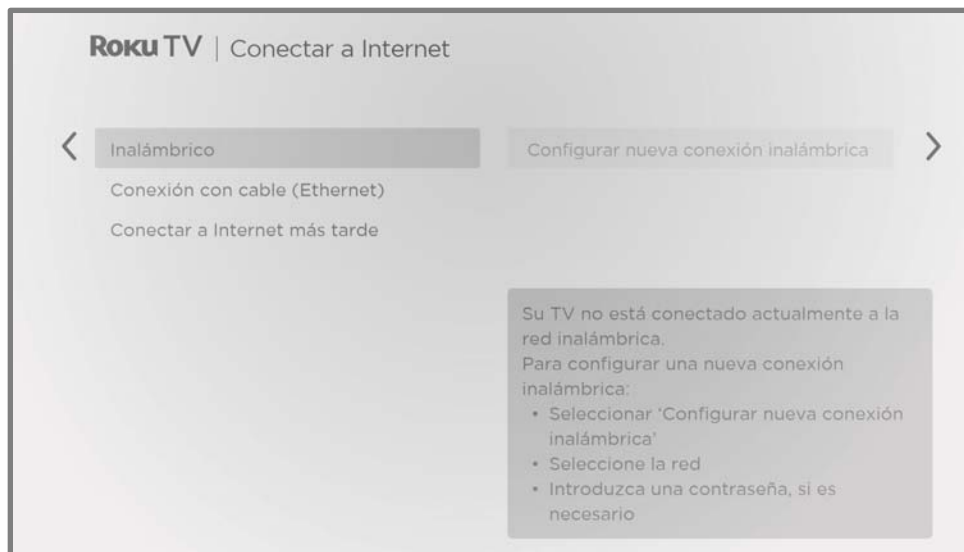 Roku TV | Conectar a Internet
Inalámbrico
Configurar nueva conexión inalámbrica
Conexión con cable (Ethernet)
Conectar a Internet más tarde
Su TV no está conectado actualmente a la
red inalámbrica.
Para configurar una nueva conexión
inalámbrica:
• Seleccionar ‘Configurar nueva conexión
inalámbrica’
• Seleccione la red
• Introduzca una contraseña, si es
necesario